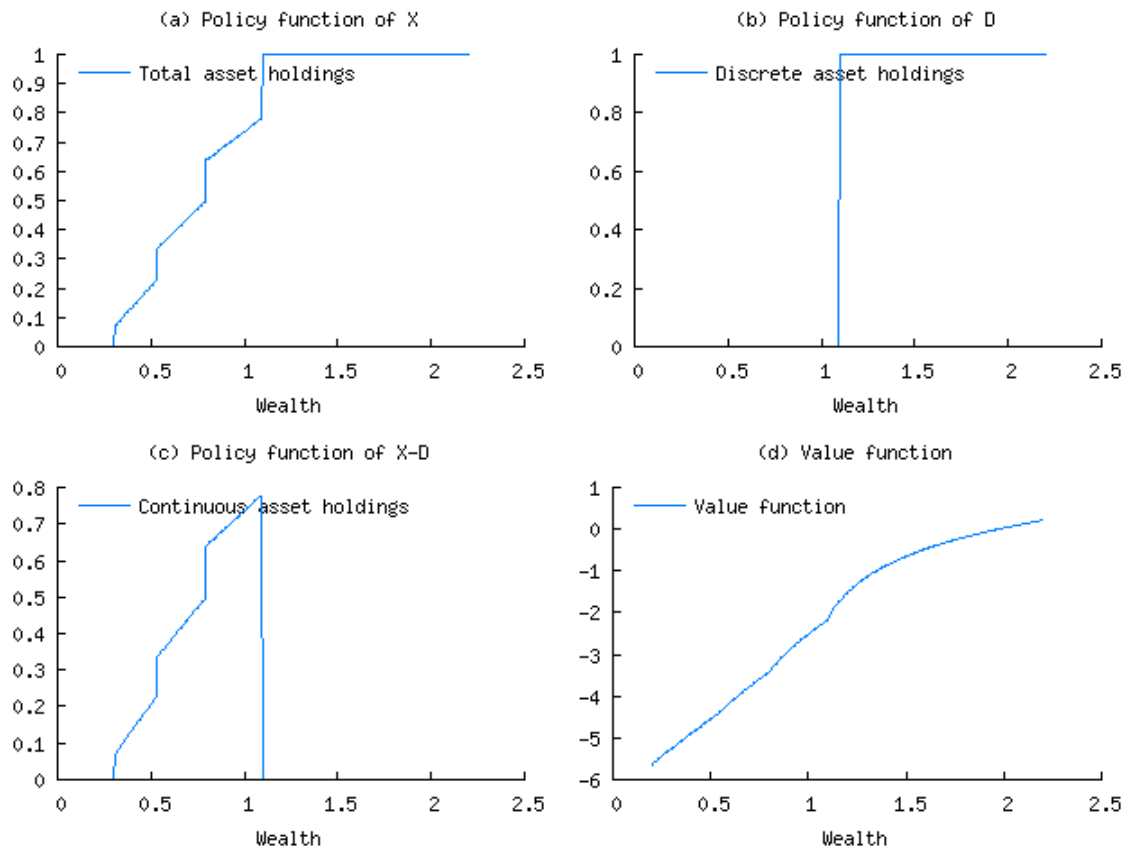 (a) Policy function of X
1
Total asset holdings
0.9
0.8
0.7
0.6
0.5
0.4
0.3
0.2
0.1
0
0 0.5 1 1.5 2 2.5
Wealth
(b) Policy function of D
1
Discrete asset holdings
0.8
0.6
0.4
0.2
0
0 0.5 1 1.5 2 2.5
Wealth
(c) Policy function of X-D
0.8
Continuous asset holdings
0.7
0.6
0.5
0.4
0.3
0.2
0.1
0
0 0.5 1 1.5 2 2.5
Wealth
(d) Value function
1
Value function
0
-1
-2
-3
-4
-5
-6
0 0.5 1 1.5 2 2.5
Wealth